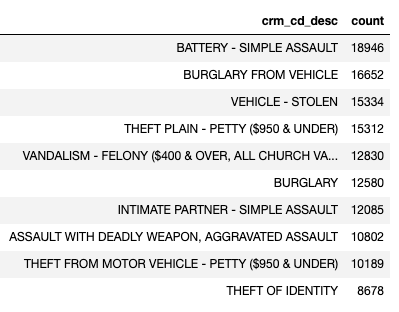 crm_cd_desc count
BATTERY - SIMPLE ASSAULT 18946
BURGLARY FROM VEHICLE 16652
VEHICLE - STOLEN 15334
THEFT PLAIN - PETTY ($950 & UNDER) 15312
VANDALISM - FELONY ($400 & OVER, ALL CHURCH VA... 12830
BURGLARY 12580
INTIMATE PARTNER - SIMPLE ASSAULT 12085
ASSAULT WITH DEADLY WEAPON, AGGRAVATED ASSAULT 10802
THEFT FROM MOTOR VEHICLE - PETTY ($950 & UNDER) 10189
THEFT OF IDENTITY 8678